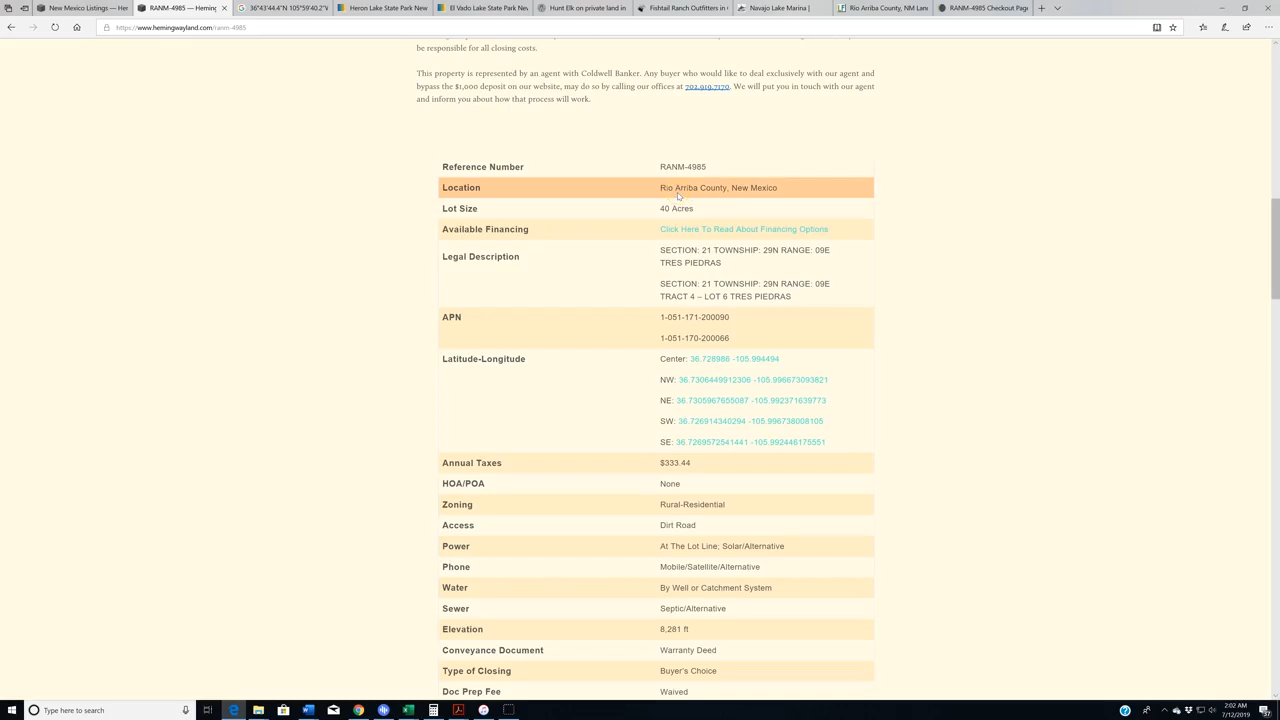 New Mexico Listings — Her
RANM-4985 — Heming
36°43'44.4"N 105°59'40.2"V
Heron Lake State Park New
El Vado Lake State Park Nev
Hunt Elk on private land in
Fishtail Ranch Outfitters in
Navajo Lake Marina |
Rio Arriba County, NM Lanc
RANM-4985 Checkout Page
https://www.hemingwayland.com/ranm-4985
be responsible for all closing costs.
This property is represented by an agent with Coldwell Banker. Any buyer who would like to deal exclusively with our agent and
bypass the $1,000 deposit on our website, may do so by calling our offices at 702.919.7170. We will put you in touch with our agent
and inform you about how that process will work.
Reference Number RANM-4985
Location Rio Arriba County, New Mexico
Lot Size 40 Acres
Available Financing Click Here To Read About Financing Options
Legal Description SECTION: 21 TOWNSHIP: 29N RANGE: 09E
TRES PIEDRAS
SECTION: 21 TOWNSHIP: 29N RANGE: 09E
TRACT 4 – LOT 6 TRES PIEDRAS
APN 1-051-171-200090
1-051-170-200066
Latitude-Longitude Center: 36.728986 -105.994494
NW: 36.7306449912306 -105.996673093821
NE: 36.7305967655087 -105.992371639773
SW: 36.726914340294 -105.996738008105
SE: 36.7269572541441 -105.992446175551
Annual Taxes $333.44
HOA/POA None
Zoning Rural-Residential
Access Dirt Road
Power At The Lot Line; Solar/Alternative
Phone Mobile/Satellite/Alternative
Water By Well or Catchment System
Sewer Septic/Alternative
Elevation 8,281 ft
Conveyance Document Warranty Deed
Type of Closing Buyer's Choice
Doc Prep Fee Waived
Type here to search
2:02 AM
7/12/2019